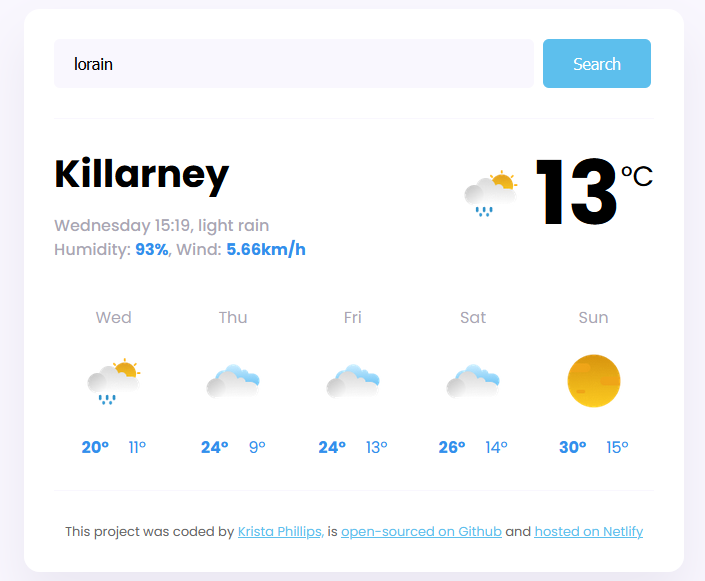 lorain Search
Killarney 13 °C
Wednesday 15:19, light rain
Humidity: 93%, Wind: 5.66km/h
Wed Thu Fri Sat Sun
20° 11° 24° 9° 24° 13° 26° 14° 30° 15°
This project was coded by Krista Phillips, is open-sourced on Github and hosted on Netlify